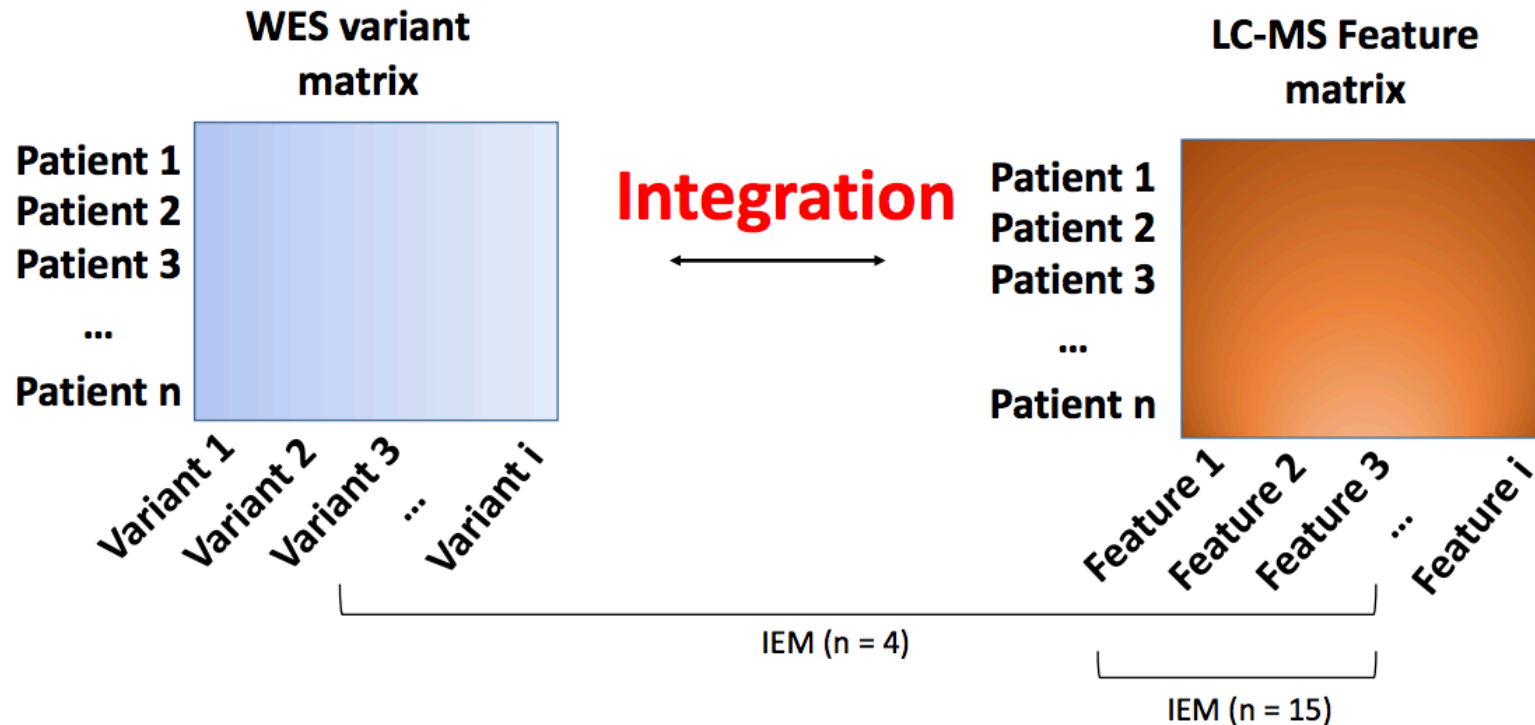 WES variant
matrix
Patient 1
Patient 2
Patient 3
...
Patient n
Variant 1
Variant 2
Variant 3
...
Variant i
Integration
LC-MS Feature
matrix
Patient 1
Patient 2
Patient 3
...
Patient n
Feature 1
Feature 2
Feature 3
...
Feature i
IEM (n = 4)
IEM (n = 15)